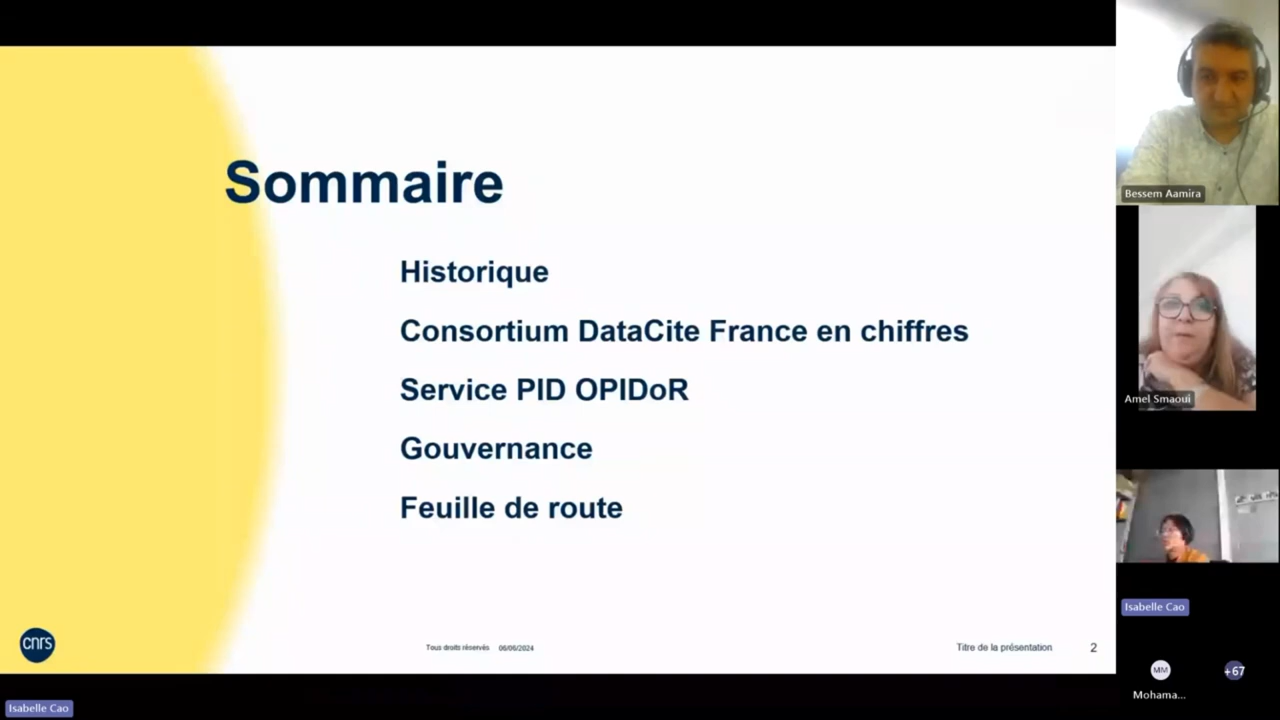 Sommaire
Historique
Consortium DataCite France en chiffres
Service PID OPIDoR
Gouvernance
Feuille de route
cnrs
Tous droits réservés 06/06/2024
Titre de la présentation 2
Isabelle Cao
Bessem Aamira
Amel Smaoui
Isabelle Cao
MM
+67
Mohama...